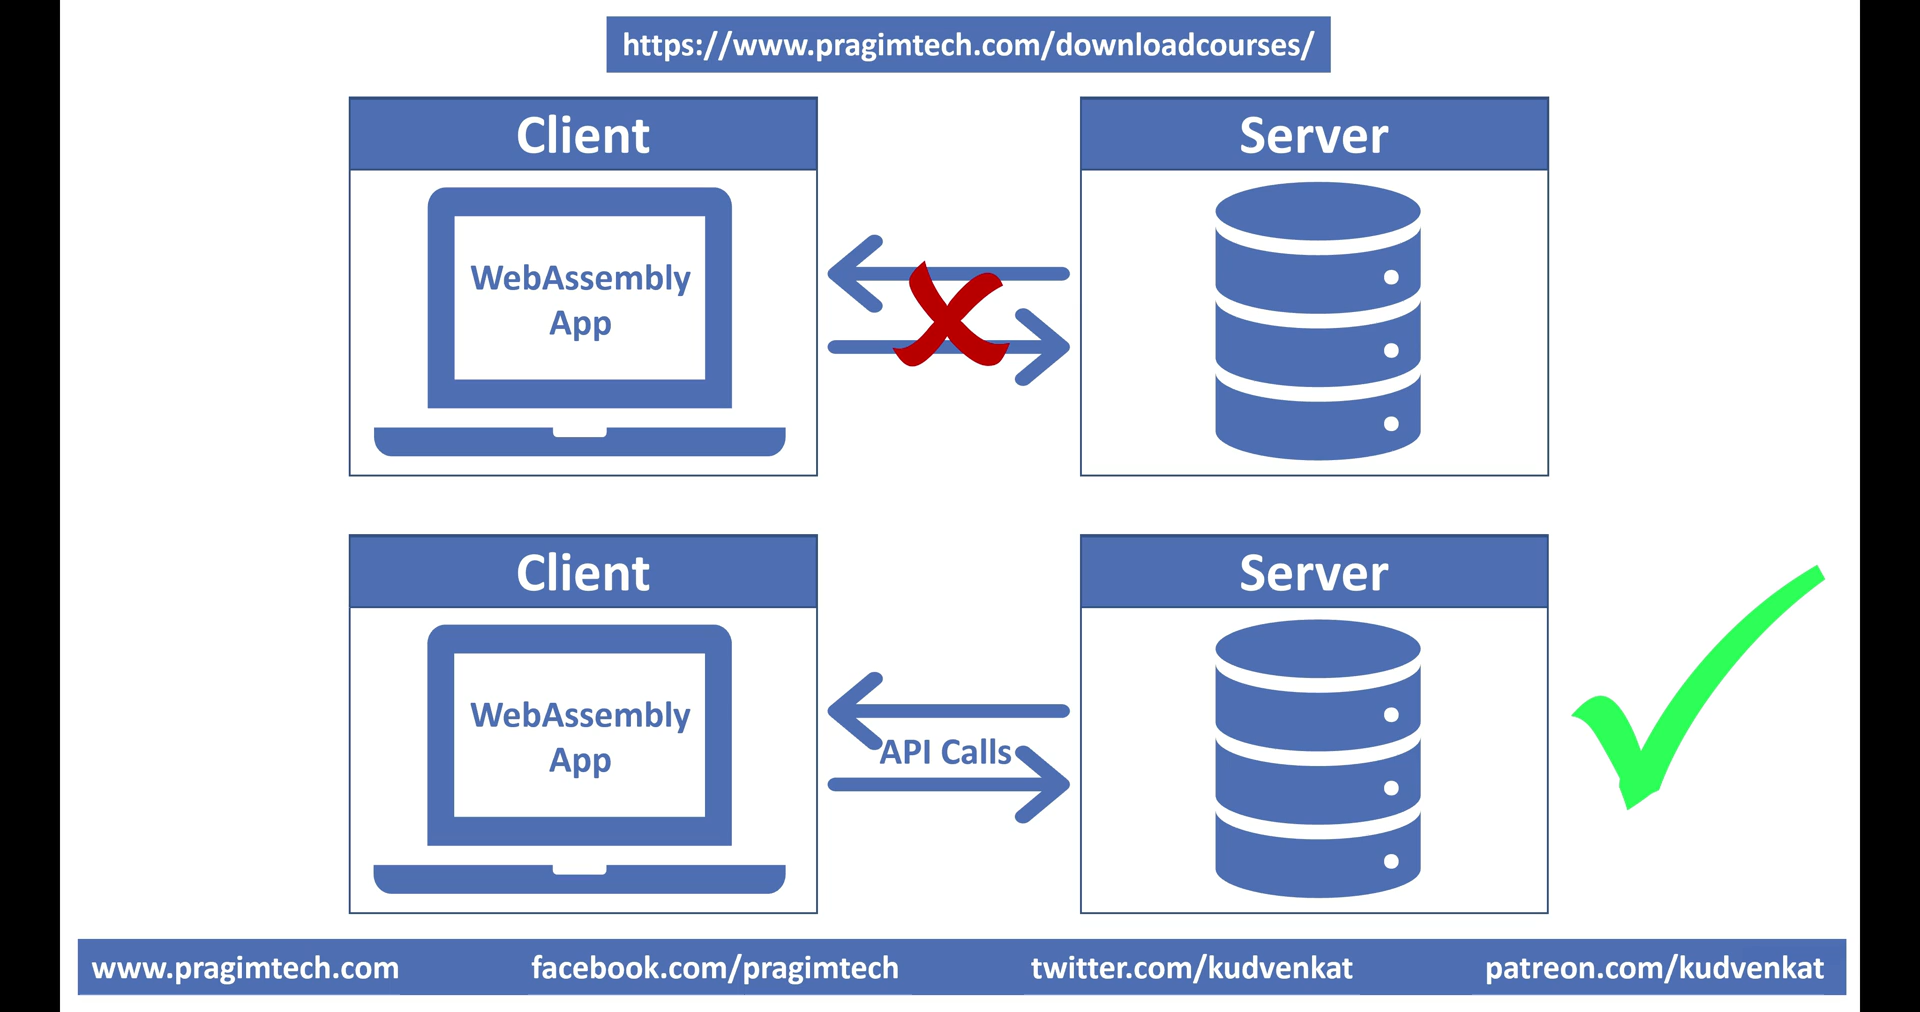 https://www.pragimtech.com/downloadcourses/
Client
Server
WebAssembly
App
Client
Server
WebAssembly
App
API Calls
www.pragimtech.com
facebook.com/pragimtech
twitter.com/kudvenkat
patreon.com/kudvenkat